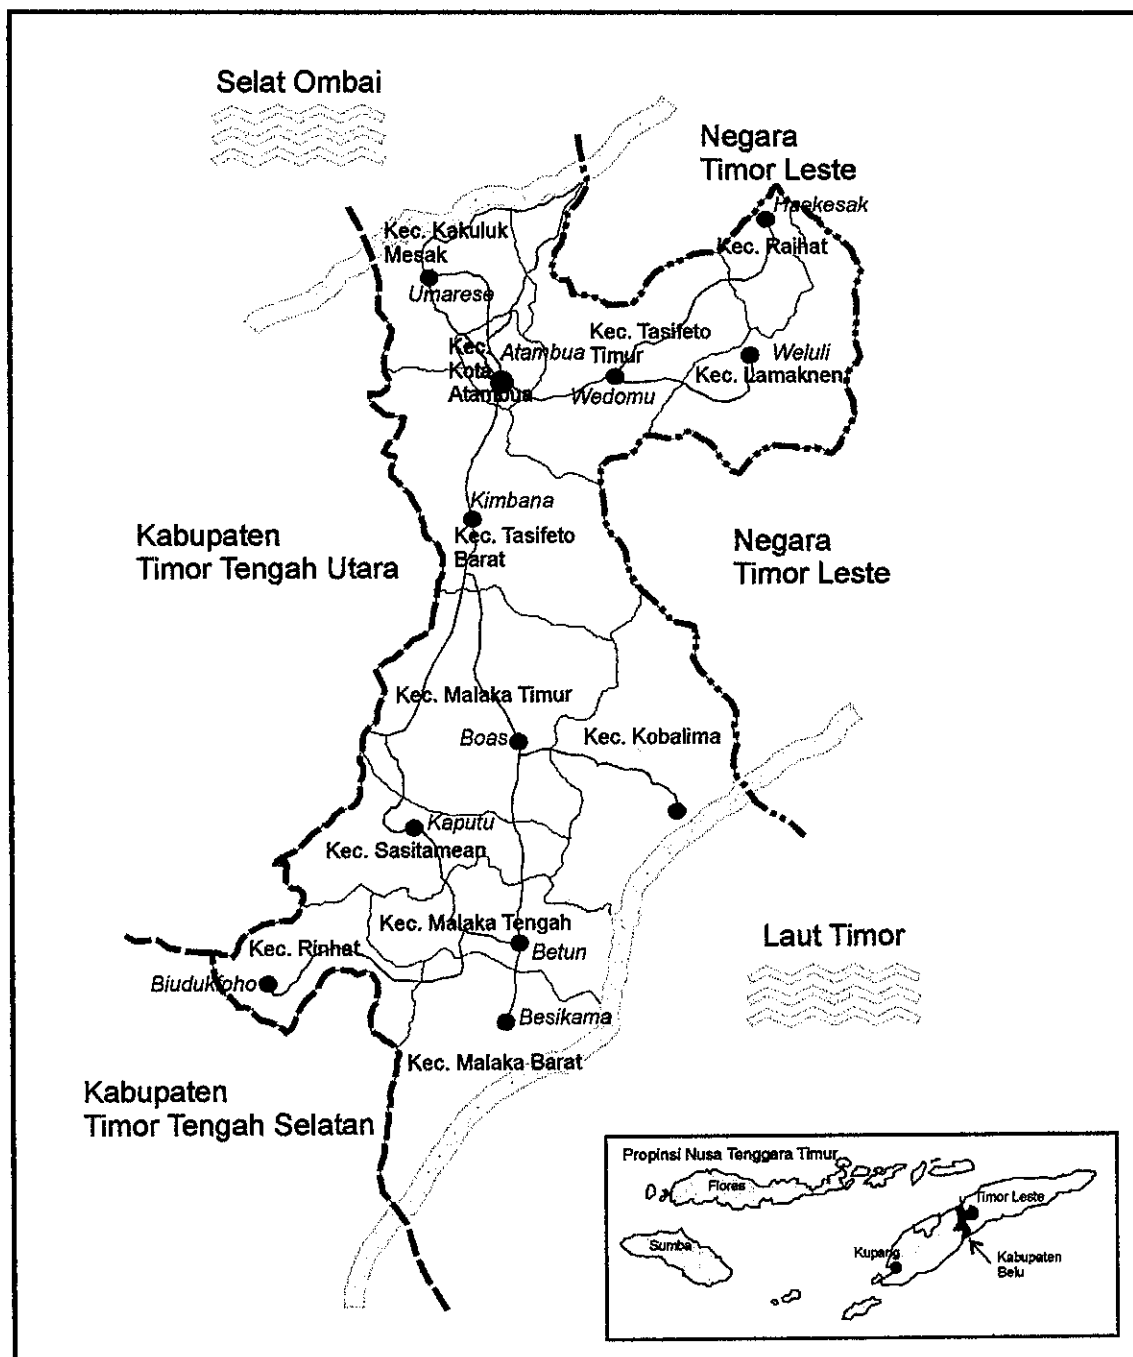 Selat Ombai
Negara
Timor Leste
Haekesak
Kec. Kakuluk
Mesak
Kec. Raihat
Umarese
Kec. Tasifeto
Timur
Kec.
Kota
Atambua
Atambua
Weluli
Kec. Lamaknen
Wedomu
Kimbana
Kec. Tasifeto
Barat
Kabupaten
Timor Tengah Utara
Negara
Timor Leste
Kec. Malaka Timur
Boas
Kec. Kobalima
Kaputu
Kec. Sasitamean
Kec. Malaka Tengah
Laut Timor
Kec. Rinhat
Betun
Biudukfoho
Besikama
Kec. Malaka Barat
Kabupaten
Timor Tengah Selatan
Propinsi Nusa Tenggara Timur
Flores
Timor Leste
Sumba
Kupang
Kabupaten
Belu